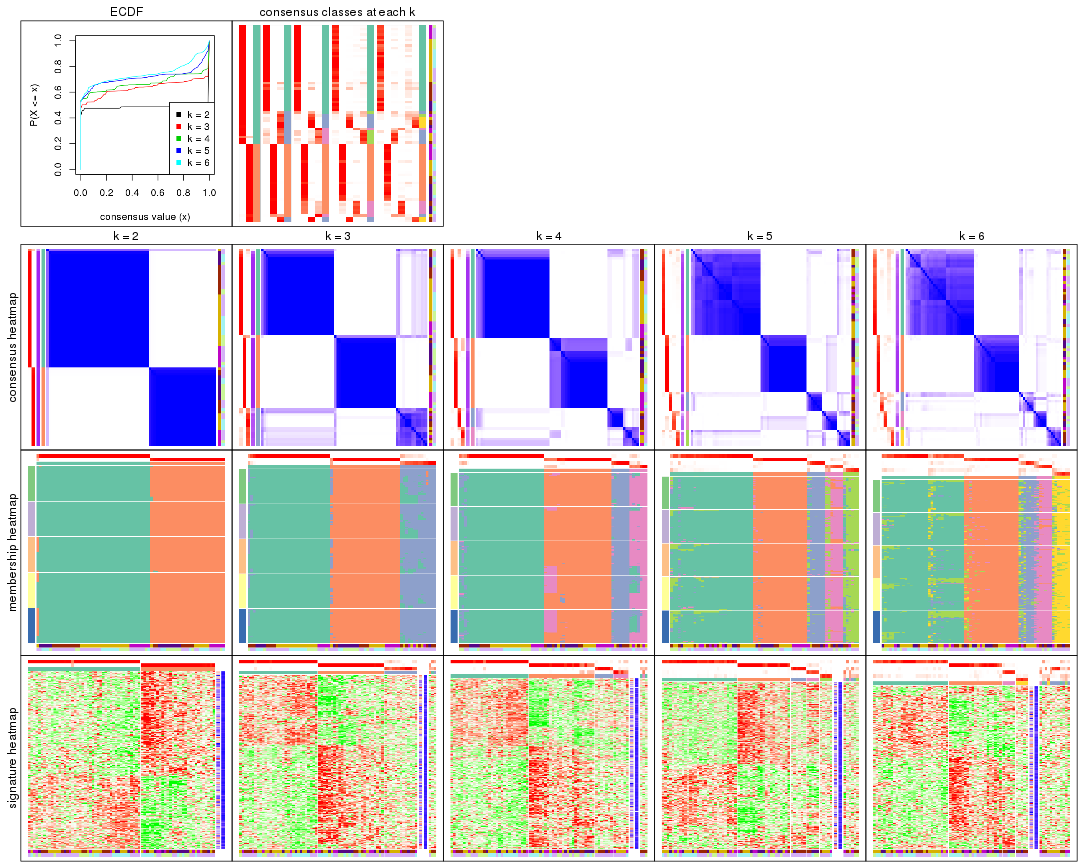 ECDF
consensus classes at each k
P(X <= x)
0.0 0.2 0.4 0.6 0.8 1.0
k = 2
k = 3
k = 4
k = 5
k = 6
0.0 0.2 0.4 0.6 0.8 1.0
consensus value (x)
k = 2 k = 3 k = 4 k = 5 k = 6
consensus heatmap
membership heatmap
signature heatmap